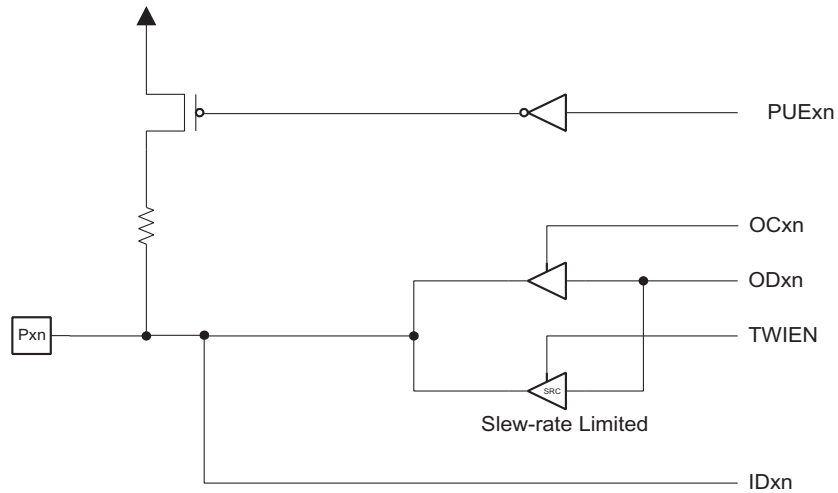 PUExn
OCxn
ODxn
Pxn
TWIEN
SRC
Slew-rate Limited
IDxn